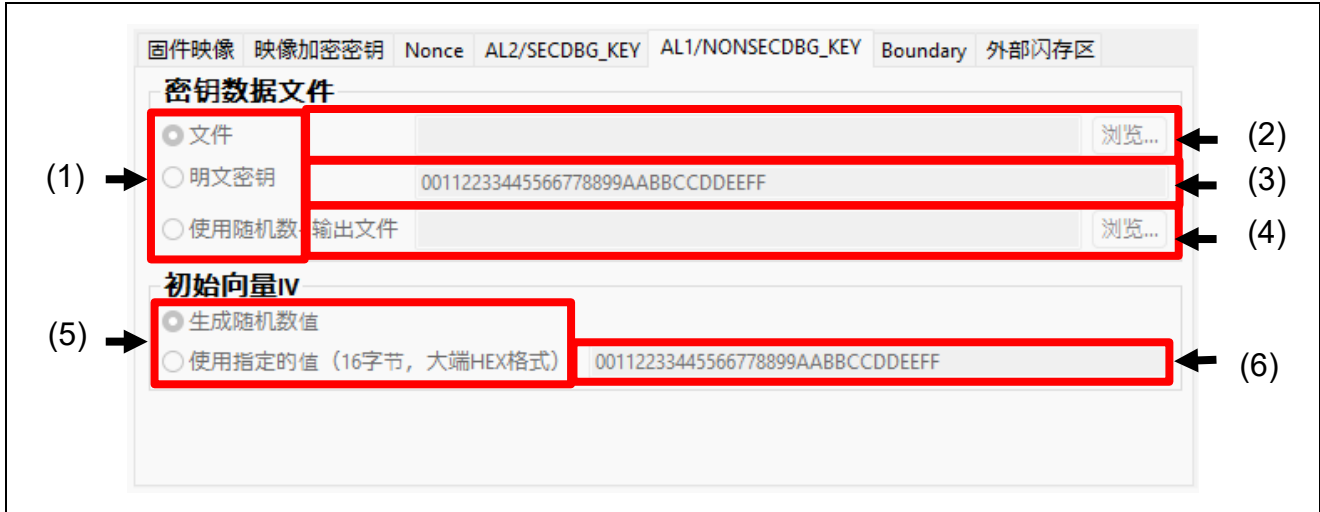 固件映像 映像加密密钥 Nonce AL2/SECDBG_KEY AL1/NONSECDBG_KEY Boundary 外部闪存区
密钥数据文件
文件 浏览... (2)
(1) 明文密钥 00112233445566778899AABBCCDDEEFF (3)
使用随机数 输出文件 浏览... (4)
初始向量IV
(5) 生成随机数值
使用指定的值（16字节，大端HEX格式） 00112233445566778899AABBCCDDEEFF (6)